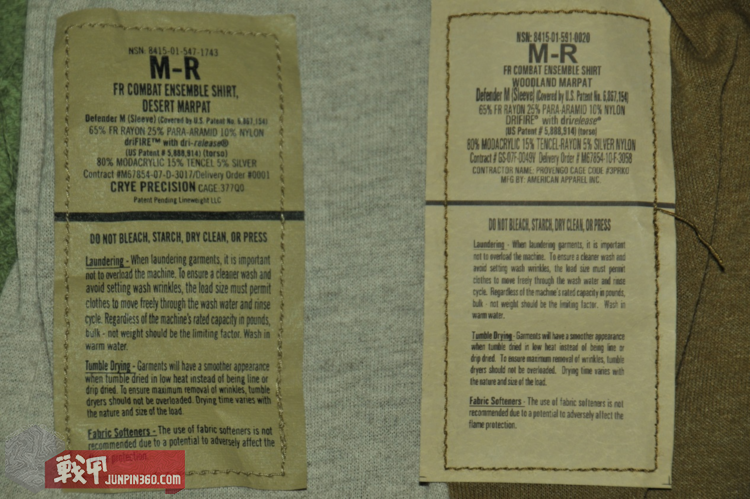 NSN: 8415-01-547-1743
M-R
FR COMBAT ENSEMBLE SHIRT,
DESERT MARPAT
Defender M (Sleeve) (Covered by U.S. Patent No. 6,867,154)
65% FR RAYON 25% PARA-ARAMID 10% NYLON
driFIRE™ with dri-release®
(US Patent # 5,888,914) (torso)
80% MODACRYLIC 15% TENCEL 5% SILVER
Contract #M67854-07-D-3017/Delivery Order #0001
CRYE PRECISION CAGE:377Q0
Patent Pending Lineweight LLC
DO NOT BLEACH, STARCH, DRY CLEAN, OR PRESS
Laundering - When laundering garments, it is important
not to overload the machine. To ensure a cleaner wash and
avoid setting wash wrinkles, the load size must permit
clothes to move freely through the wash water and rinse
cycle. Regardless of the machine's rated capacity in pounds,
bulk - not weight should be the limiting factor. Wash in
warm water.
Tumble Drying - Garments will have a smoother appearance
when tumble dried in low heat instead of being line or
drip dried. To ensure maximum removal of wrinkles, tumble
dryers should not be overloaded. Drying time varies with
the nature and size of the load.
Fabric Softeners - The use of fabric softeners is not
recommended due to a potential to adversely affect the
NSN: 8415-01-591-0020
M-R
FR COMBAT ENSEMBLE SHIRT
WOODLAND MARPAT
Defender M (Sleeve) (Covered by U.S. Patent No. 6,867,154)
65% FR RAYON 25% PARA-ARAMID 10% NYLON
DRIFIRE® with drirelease®
(US Patent # 5,888,914) (torso)
80% MODACRYLIC 15% TENCEL-RAYON 5% SILVER NYLON
Contract # GS-07F-0049V Delivery Order # M67854-10-F-3058
CONTRACTOR NAME: PROVENGO CAGE CODE #3PRK0
MFG BY: AMERICAN APPAREL INC.
DO NOT BLEACH, STARCH, DRY CLEAN, OR PRESS
Laundering - When laundering garments, it is important
not to overload the machine. To ensure a cleaner wash and
avoid setting wash wrinkles, the load size must permit
clothes to move freely through the wash water and rinse
cycle. Regardless of the machine's rated capacity in pounds,
bulk - not weight should be the limiting factor. Wash in
warm water.
Tumble Drying - Garments will have a smoother appearance
when tumble dried in low heat instead of being line or
drip dried. To ensure maximum removal of wrinkles, tumble
dryers should not be overloaded. Drying time varies with
the nature and size of the load.
Fabric Softeners - The use of fabric softeners is not
recommended due to a potential to adversely affect the
flame protection.
战甲 JUNPIN360.COM